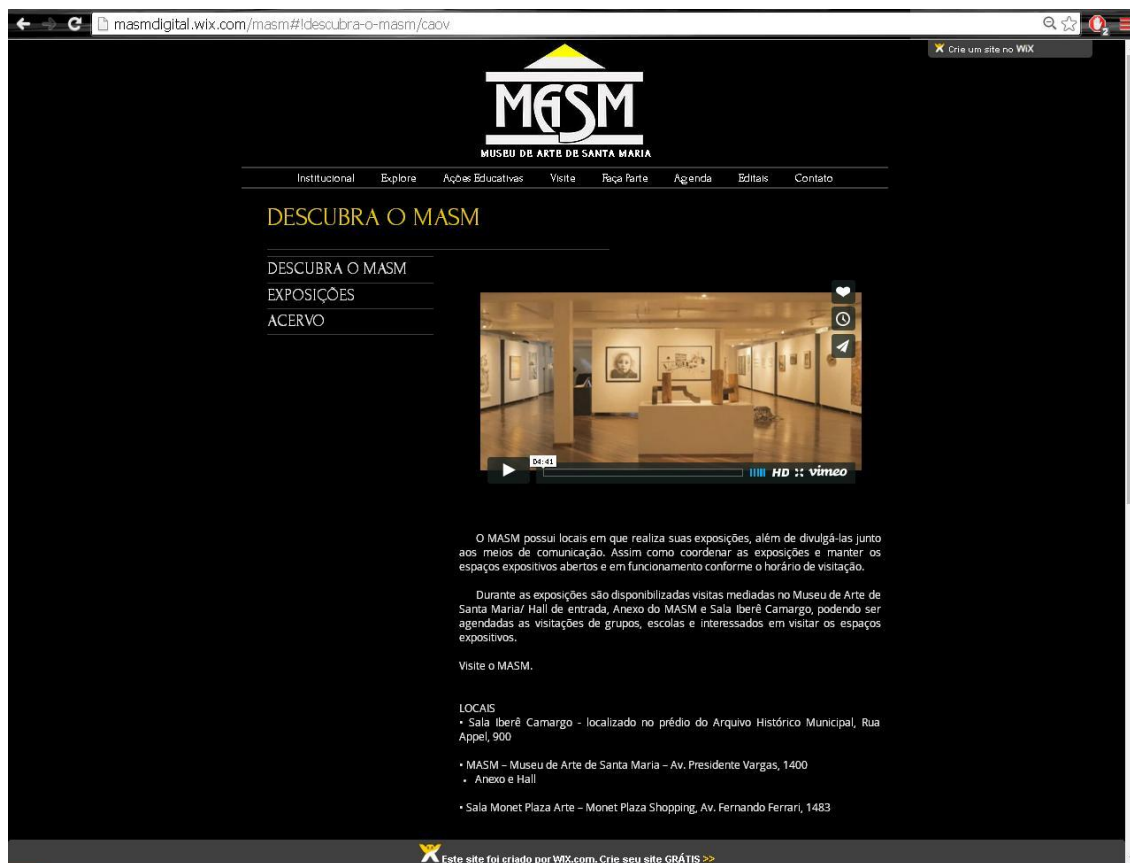 masmdigital.wix.com/masm#!descubra-o-masm/caov
2
Crie um site no WiX
MASM
MUSEU DE ARTE DE SANTA MARIA
Institucional Explore Ações Educativas Visite Faça Parte Agenda Editais Contato
DESCUBRA O MASM
DESCUBRA O MASM
EXPOSIÇÕES
ACERVO
04:41
HD vimeo
O MASM possui locais em que realiza suas exposições, além de divulgá-las junto
aos meios de comunicação. Assim como coordenar as exposições e manter os
espaços expositivos abertos e em funcionamento conforme o horário de visitação.
Durante as exposições são disponibilizadas visitas mediadas no Museu de Arte de
Santa Maria/ Hall de entrada, Anexo do MASM e Sala Iberê Camargo, podendo ser
agendadas as visitações de grupos, escolas e interessados em visitar os espaços
expositivos.
Visite o MASM.
LOCAIS
• Sala Iberê Camargo - localizado no prédio do Arquivo Histórico Municipal, Rua
Appel, 900
• MASM – Museu de Arte de Santa Maria – Av. Presidente Vargas, 1400
• Anexo e Hall
• Sala Monet Plaza Arte – Monet Plaza Shopping, Av. Fernando Ferrari, 1483
Este site foi criado por WIX.com. Crie seu site GRÁTIS >>